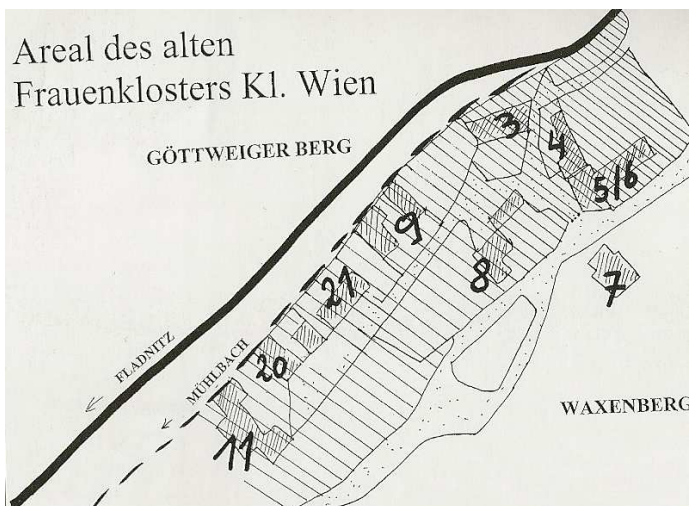 Areal des alten
Frauenklosters Kl. Wien
GÖTTWEIGER BERG
3
4
5/6
9
8
7
21
FLADNITZ
MÜHLBACH
20
WAXENBERG
11